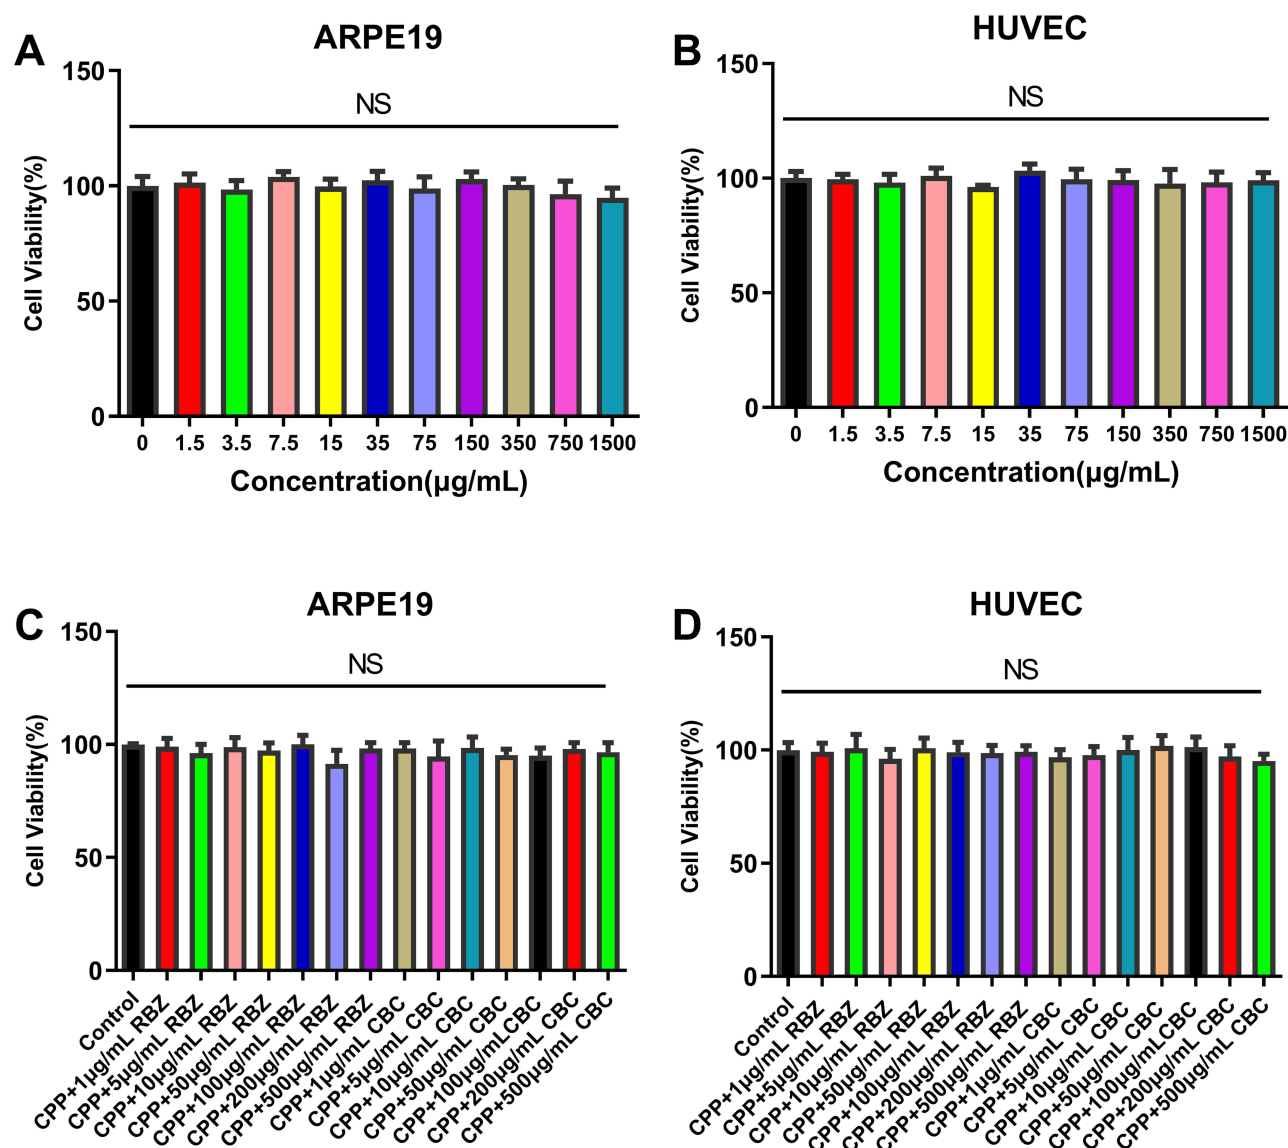 A
ARPE19
150
100
50
0
Cell Viability(%)
NS
0 1.5 3.5 7.5 15 35 75 150 350 750 1500
Concentration(µg/mL)
B
HUVEC
150
100
50
0
Cell Viability(%)
NS
0 1.5 3.5 7.5 15 35 75 150 350 750 1500
Concentration(µg/mL)
C
ARPE19
150
100
50
0
Cell Viability(%)
NS
Control
CPP+1µg/mL RBZ
CPP+5µg/mL RBZ
CPP+10µg/mL RBZ
CPP+50µg/mL RBZ
CPP+100µg/mL RBZ
CPP+200µg/mL RBZ
CPP+500µg/mL RBZ
CPP+1µg/mL CBC
CPP+5µg/mL CBC
CPP+10µg/mL CBC
CPP+50µg/mL CBC
CPP+100µg/mLCBC
CPP+200µg/mL CBC
CPP+500µg/mL CBC
D
HUVEC
150
100
50
0
Cell Viability(%)
NS
Control
CPP+1µg/mL RBZ
CPP+5µg/mL RBZ
CPP+10µg/mL RBZ
CPP+50µg/mL RBZ
CPP+100µg/mL RBZ
CPP+200µg/mL RBZ
CPP+500µg/mL RBZ
CPP+1µg/mL CBC
CPP+5µg/mL CBC
CPP+10µg/mL CBC
CPP+50µg/mL CBC
CPP+100µg/mLCBC
CPP+200µg/mL CBC
CPP+500µg/mL CBC